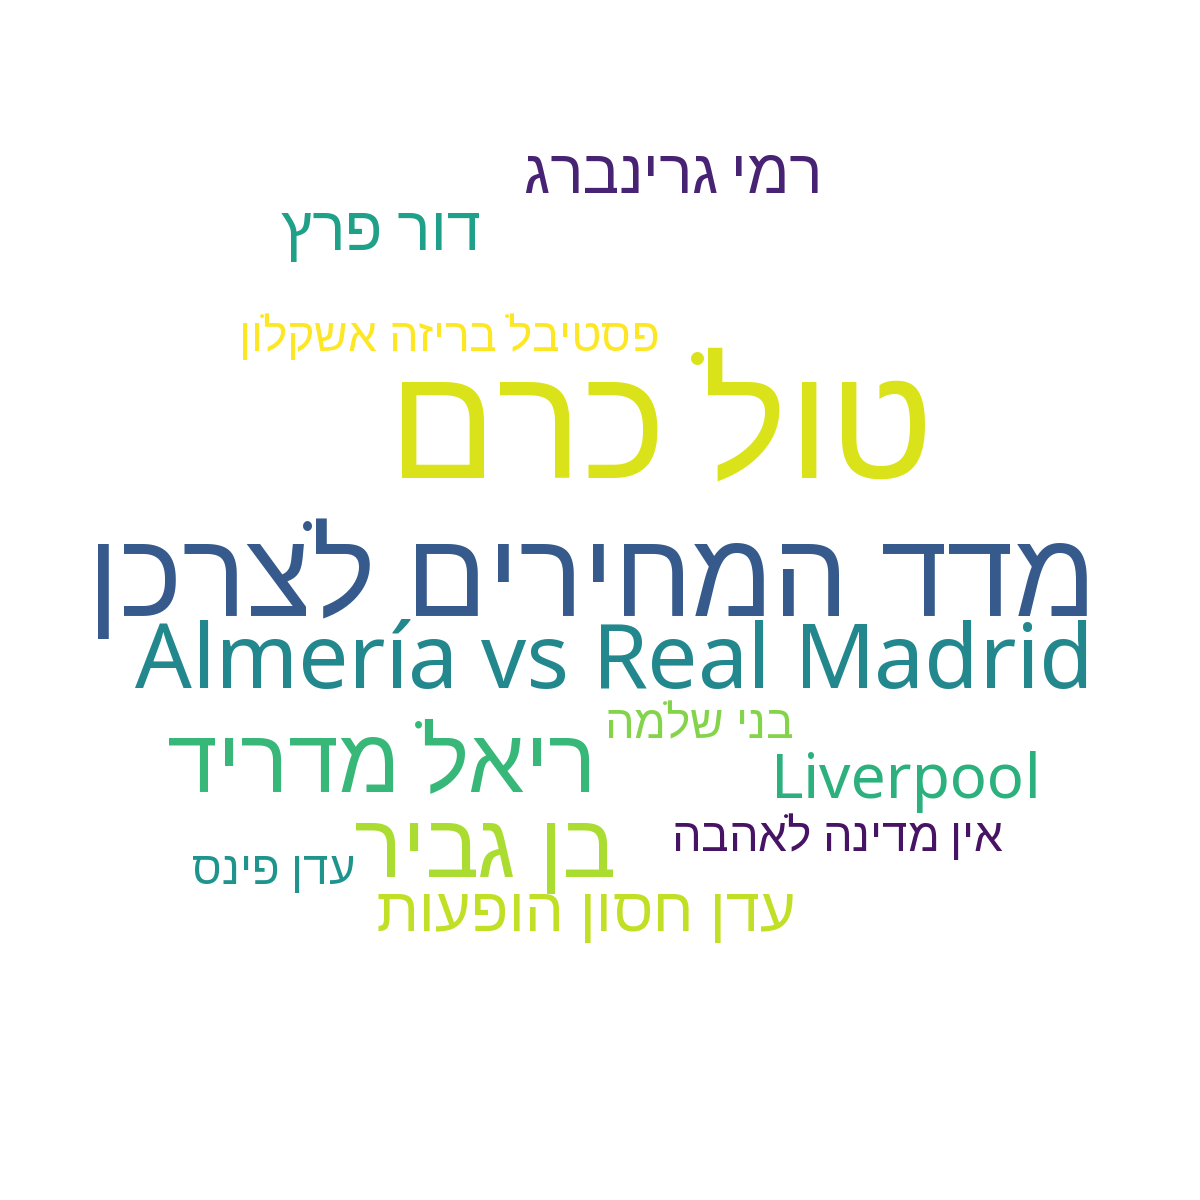 רמי גרינברג
דור פרץ
פסטיבל בריזה אשקלון
טול כרם
מדד המחירים לצרכן
Almería vs Real Madrid
בני שלמה
ריאל מדריד
Liverpool
אין מדינה לאהבה
בן גביר
עדן פינס
עדן חסון הופעות